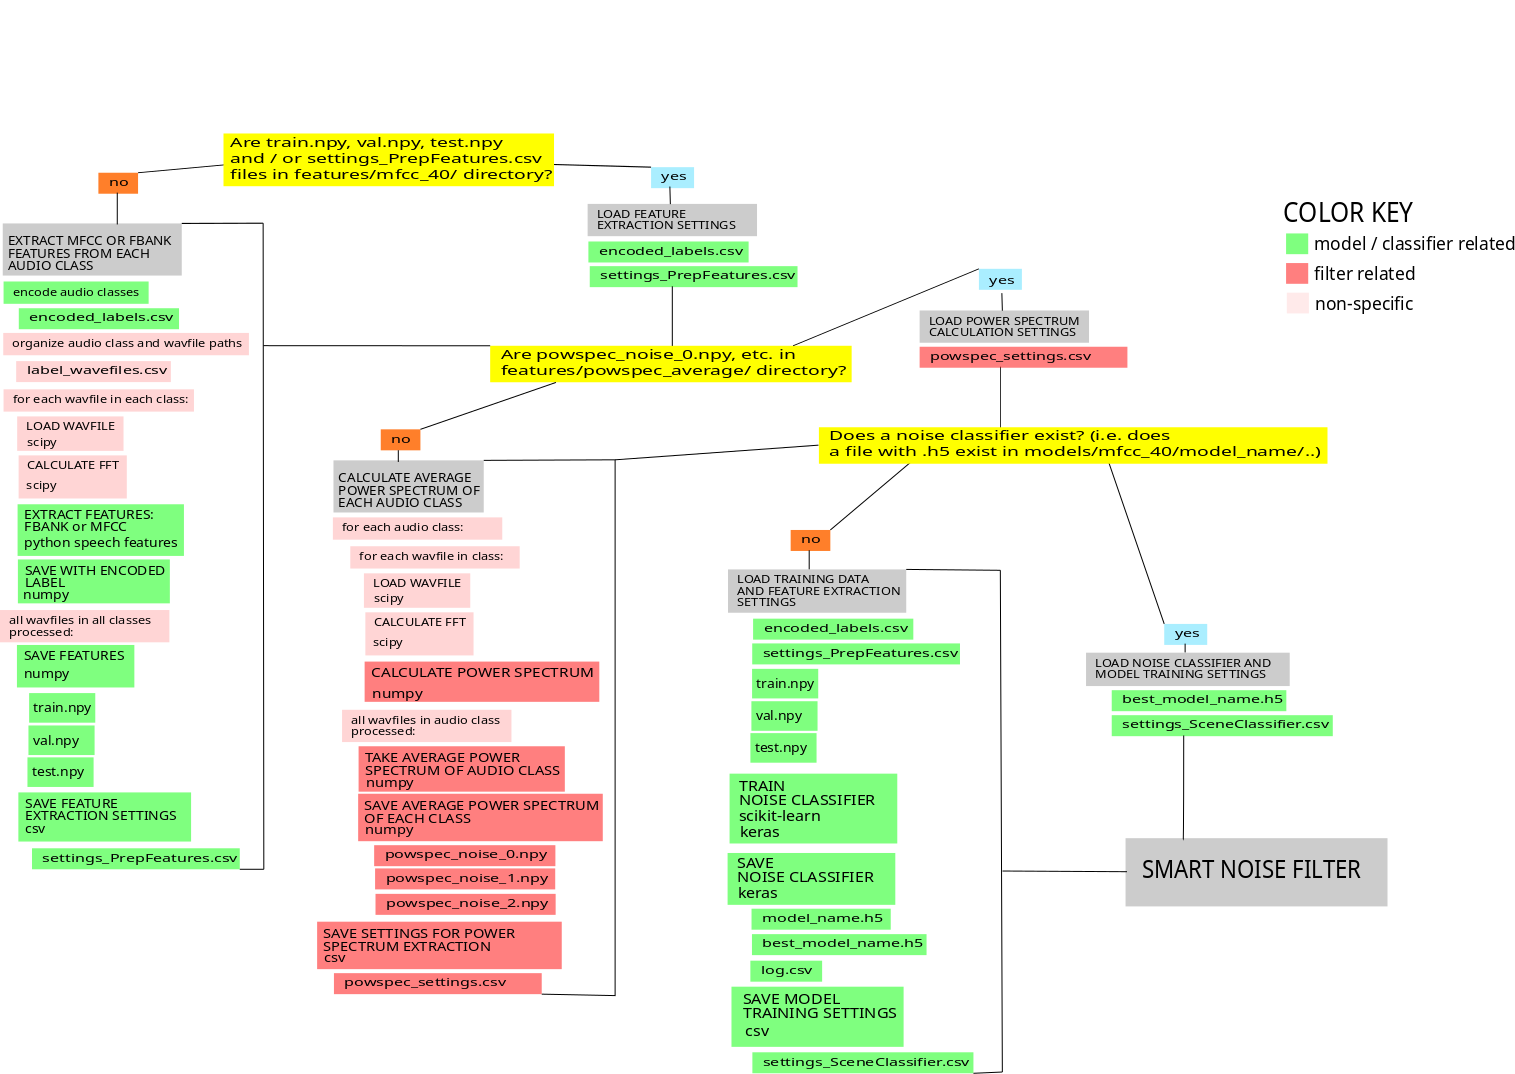 Are train.npy, val.npy, test.npy
and / or settings_PrepFeatures.csv
files in features/mfcc_40/ directory?
no
yes
EXTRACT MFCC OR FBANK
FEATURES FROM EACH
AUDIO CLASS
encode audio classes
encoded_labels.csv
organize audio class and wavfile paths
label_wavefiles.csv
for each wavfile in each class:
LOAD WAVFILE
scipy
CALCULATE FFT
scipy
EXTRACT FEATURES:
FBANK or MFCC
python speech features
SAVE WITH ENCODED
LABEL
numpy
all wavfiles in all classes
processed:
SAVE FEATURES
numpy
train.npy
val.npy
test.npy
SAVE FEATURE
EXTRACTION SETTINGS
csv
settings_PrepFeatures.csv
LOAD FEATURE
EXTRACTION SETTINGS
encoded_labels.csv
settings_PrepFeatures.csv
Are powspec_noise_0.npy, etc. in
features/powspec_average/ directory?
no
yes
CALCULATE AVERAGE
POWER SPECTRUM OF
EACH AUDIO CLASS
for each audio class:
for each wavfile in class:
LOAD WAVFILE
scipy
CALCULATE FFT
scipy
CALCULATE POWER SPECTRUM
numpy
all wavfiles in audio class
processed:
TAKE AVERAGE POWER
SPECTRUM OF AUDIO CLASS
numpy
SAVE AVERAGE POWER SPECTRUM
OF EACH CLASS
numpy
powspec_noise_0.npy
powspec_noise_1.npy
powspec_noise_2.npy
SAVE SETTINGS FOR POWER
SPECTRUM EXTRACTION
csv
powspec_settings.csv
LOAD POWER SPECTRUM
CALCULATION SETTINGS
powspec_settings.csv
Does a noise classifier exist? (i.e. does
a file with .h5 exist in models/mfcc_40/model_name/..)
no
yes
LOAD TRAINING DATA
AND FEATURE EXTRACTION
SETTINGS
encoded_labels.csv
settings_PrepFeatures.csv
train.npy
val.npy
test.npy
TRAIN
NOISE CLASSIFIER
scikit-learn
keras
SAVE
NOISE CLASSIFIER
keras
model_name.h5
best_model_name.h5
log.csv
SAVE MODEL
TRAINING SETTINGS
csv
settings_SceneClassifier.csv
LOAD NOISE CLASSIFIER AND
MODEL TRAINING SETTINGS
best_model_name.h5
settings_SceneClassifier.csv
SMART NOISE FILTER
COLOR KEY
model / classifier related
filter related
non-specific